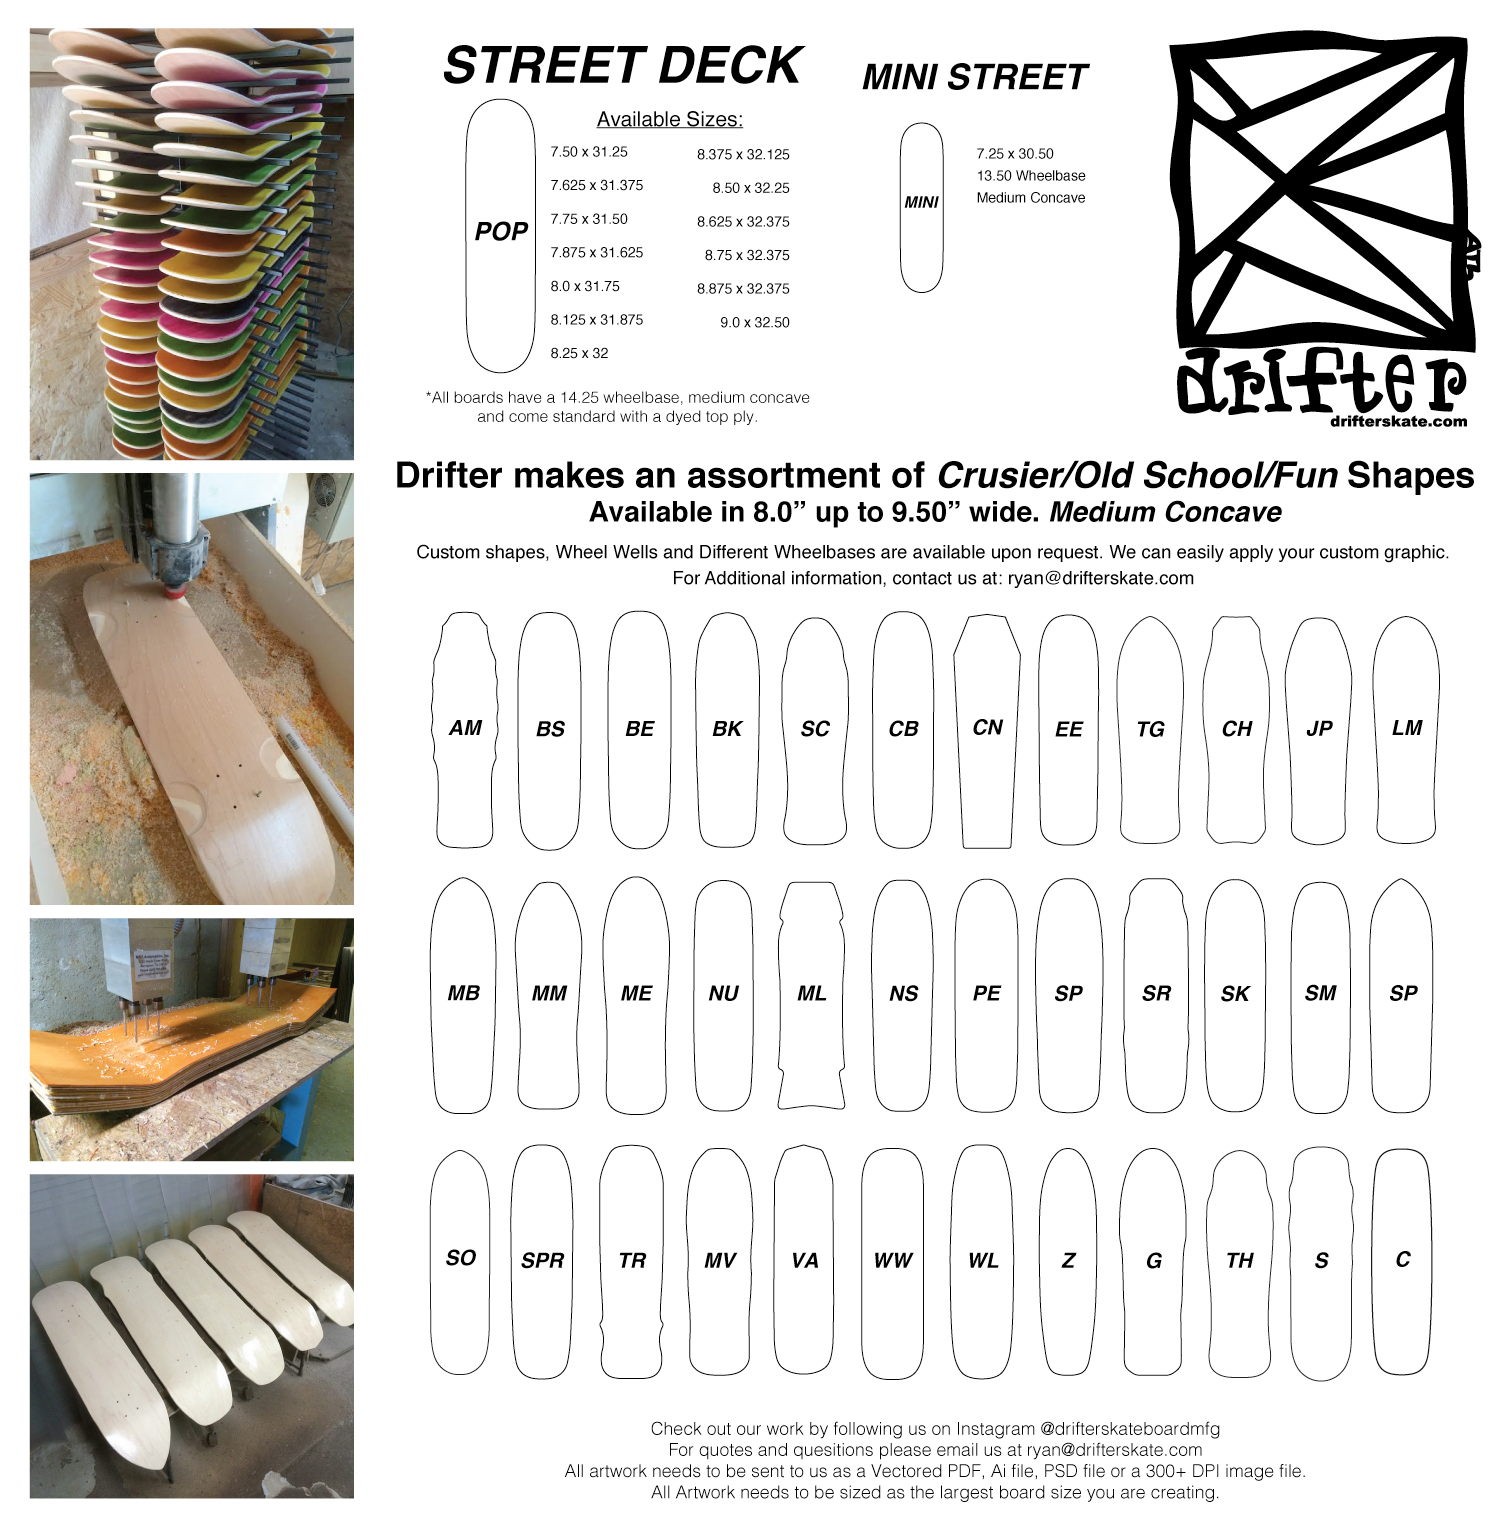 STREET DECK
POP
Available Sizes:
7.50 x 31.25
7.625 x 31.375
7.75 x 31.50
7.875 x 31.625
8.0 x 31.75
8.125 x 31.875
8.25 x 32
8.375 x 32.125
8.50 x 32.25
8.625 x 32.375
8.75 x 32.375
8.875 x 32.375
9.0 x 32.50
*All boards have a 14.25 wheelbase, medium concave
and come standard with a dyed top ply.
MINI STREET
MINI
7.25 x 30.50
13.50 Wheelbase
Medium Concave
drifter
drifterskate.com
Drifter makes an assortment of Crusier/Old School/Fun Shapes
Available in 8.0” up to 9.50” wide. Medium Concave
Custom shapes, Wheel Wells and Different Wheelbases are available upon request. We can easily apply your custom graphic.
For Additional information, contact us at: ryan@drifterskate.com
AM BS BE BK SC CB CN EE TG CH JP LM
MB MM ME NU ML NS PE SP SR SK SM SP
SO SPR TR MV VA WW WL Z G TH S C
Check out our work by following us on Instagram @drifterskateboardmfg
For quotes and quesitions please email us at ryan@drifterskate.com
All artwork needs to be sent to us as a Vectored PDF, Ai file, PSD file or a 300+ DPI image file.
All Artwork needs to be sized as the largest board size you are creating.